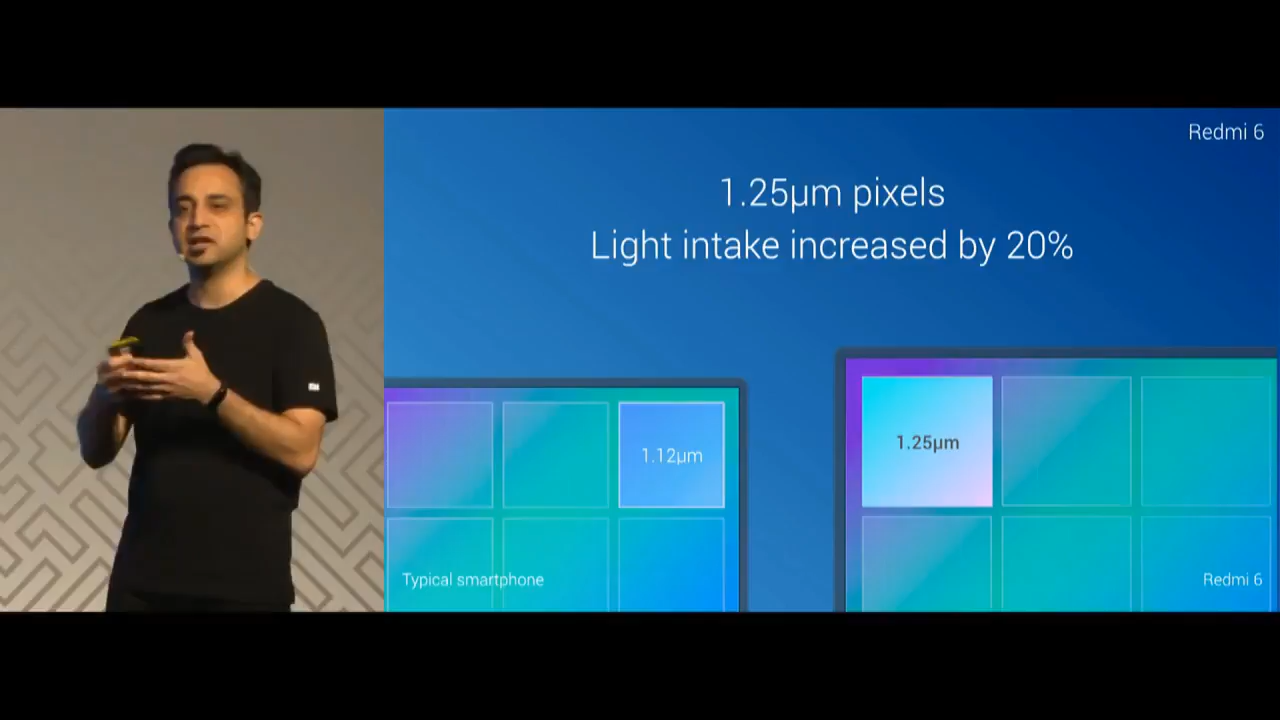 Redmi 6
1.25µm pixels
Light intake increased by 20%
1.12µm
Typical smartphone
1.25µm
Redmi 6